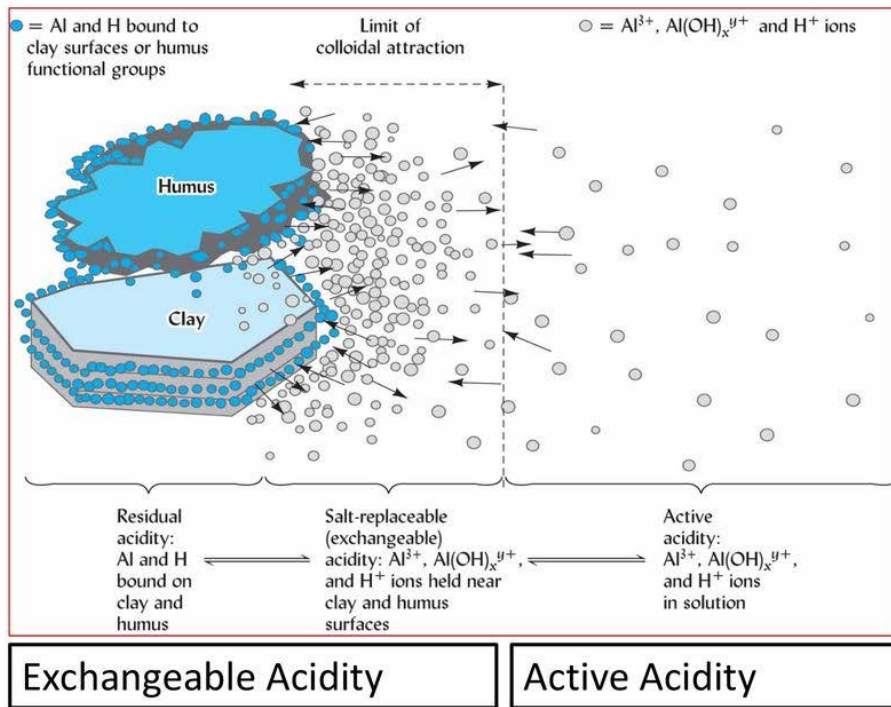 = Al and H bound to
clay surfaces or humus
functional groups
Limit of
colloidal attraction
= Al³⁺, Al(OH)ₓʸ⁺ and H⁺ ions
Humus
Clay
Residual
acidity:
Al and H
bound on
clay and
humus
Salt-replaceable
(exchangeable)
acidity: Al³⁺, Al(OH)ₓʸ⁺,
and H⁺ ions held near
clay and humus
surfaces
Active
acidity:
Al³⁺, Al(OH)ₓʸ⁺,
and H⁺ ions
in solution
Exchangeable Acidity
Active Acidity